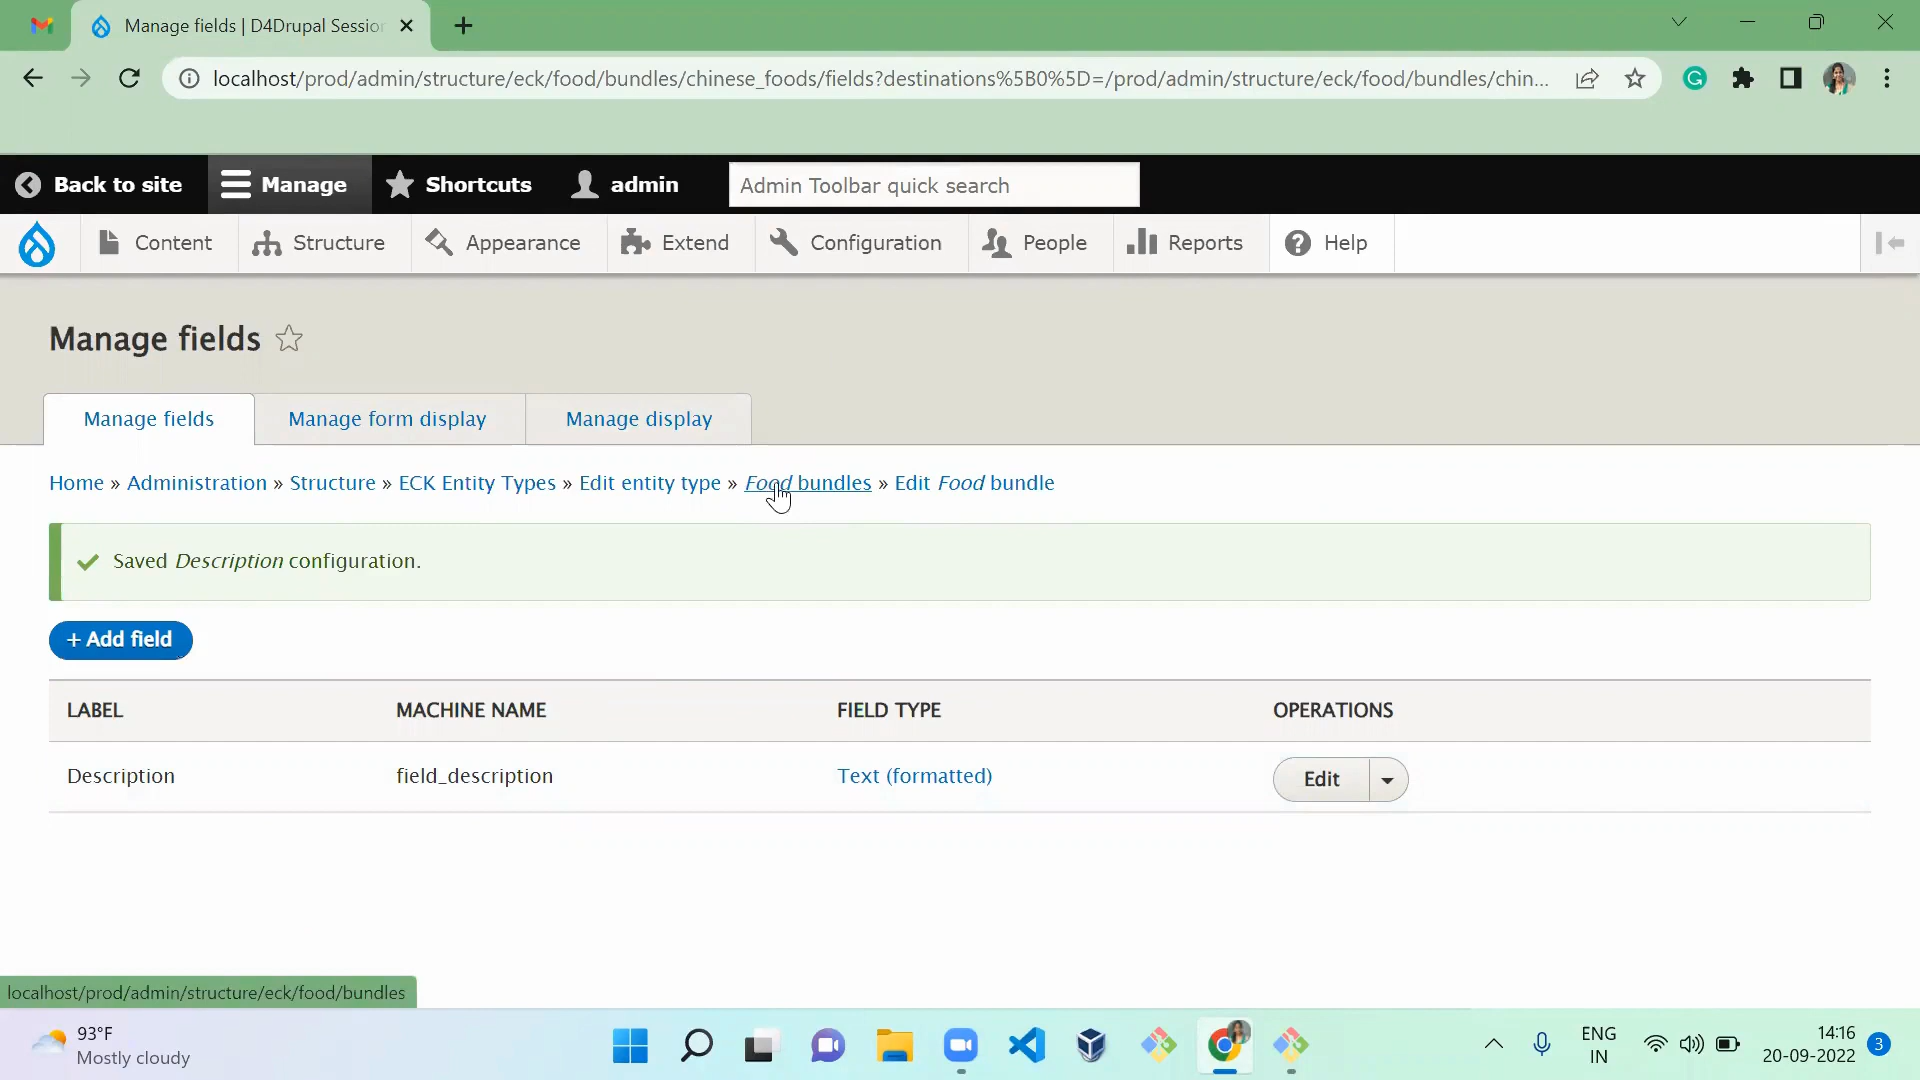 Manage fields | D4Drupal Session
localhost/prod/admin/structure/eck/food/bundles/chinese_foods/fields?destinations%5B0%5D=/prod/admin/structure/eck/food/bundles/chin...
Back to site
Manage
Shortcuts
admin
Admin Toolbar quick search
Content
Structure
Appearance
Extend
Configuration
People
Reports
Help
Manage fields
Manage fields
Manage form display
Manage display
Home » Administration » Structure » ECK Entity Types » Edit entity type » Food bundles » Edit Food bundle
Saved Description configuration.
+ Add field
LABEL MACHINE NAME FIELD TYPE OPERATIONS
Description field_description Text (formatted) Edit
localhost/prod/admin/structure/eck/food/bundles
93°F
Mostly cloudy
ENG
IN
14:16
20-09-2022
3